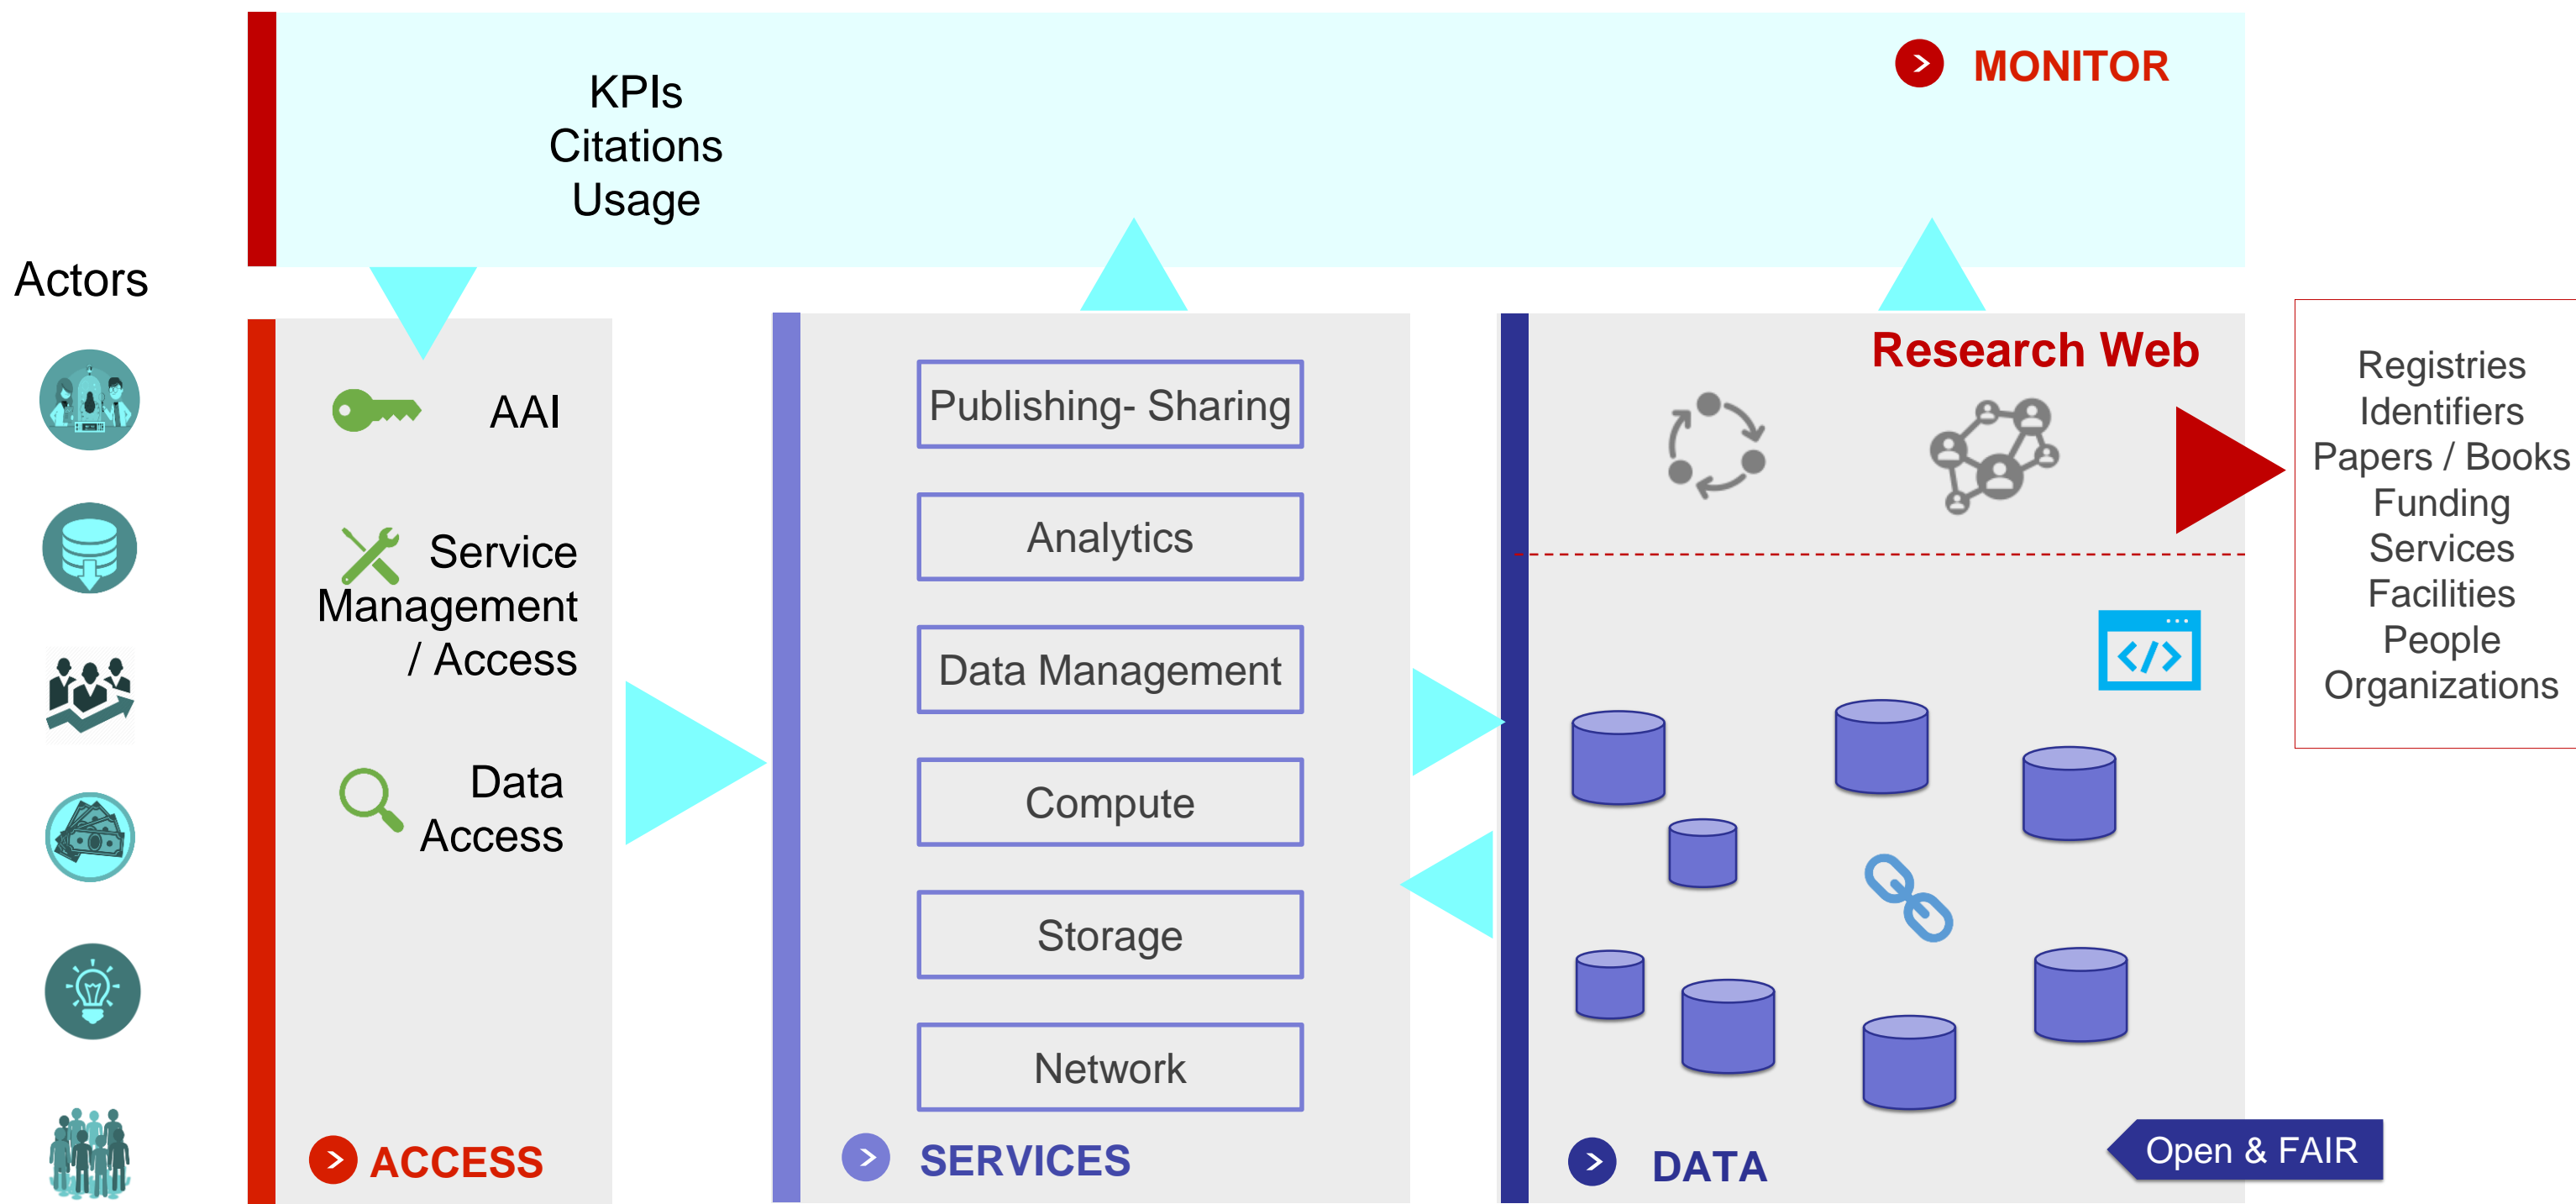 KPIs
Citations
Usage
MONITOR
Actors
AAI
Service
Management
/ Access
Data
Access
ACCESS
Publishing- Sharing
Analytics
Data Management
Compute
Storage
Network
SERVICES
Research Web
</>
DATA
Open & FAIR
Registries
Identifiers
Papers / Books
Funding
Services
Facilities
People
Organizations